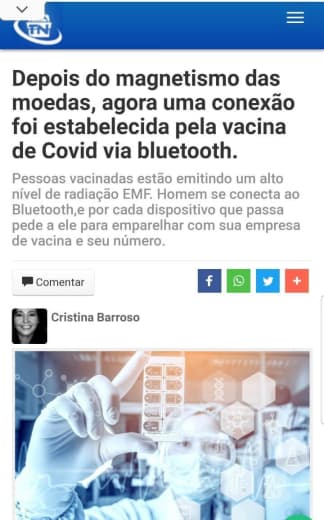 TN
Depois do magnetismo das
moedas, agora uma conexão
foi estabelecida pela vacina
de Covid via bluetooth.
Pessoas vacinadas estão emitindo um alto
nível de radiação EMF. Homem se conecta ao
Bluetooth,e por cada dispositivo que passa
pede a ele para emparelhar com sua empresa
de vacina e seu número.
Comentar
Cristina Barroso